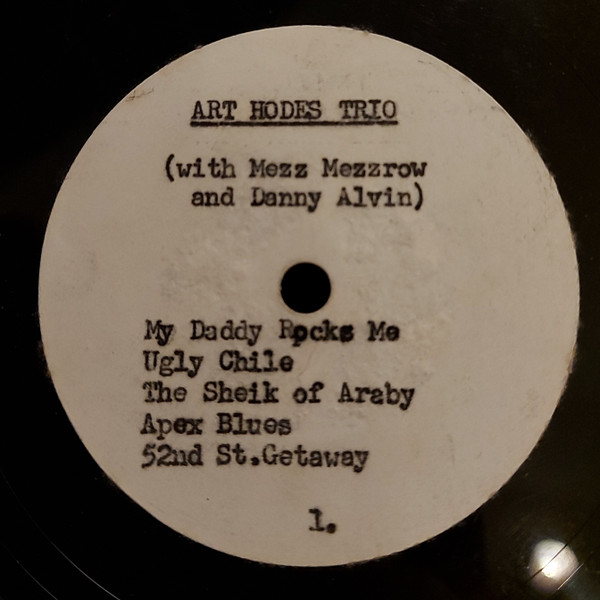 ART HODES TRIO
(with Mezz Mezzrow
and Danny Alvin)
My Daddy Rocks Me
Ugly Chile
The Sheik of Araby
Apex Blues
52nd St.Getaway
1.